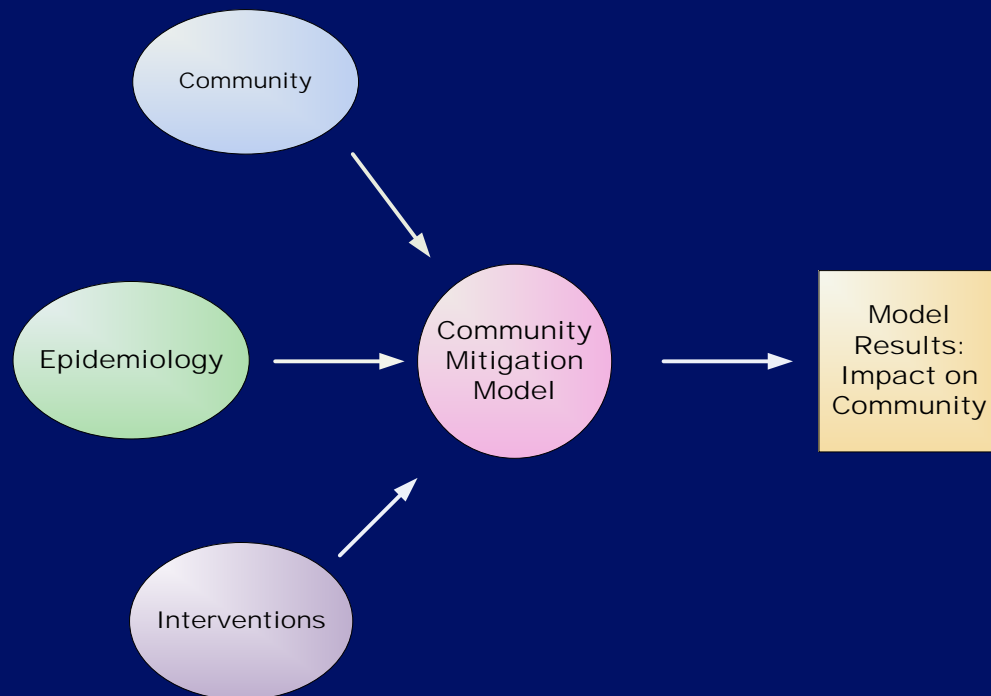 Community
Epidemiology
Community
Mitigation
Model
Model
Results:
Impact on
Community
Interventions